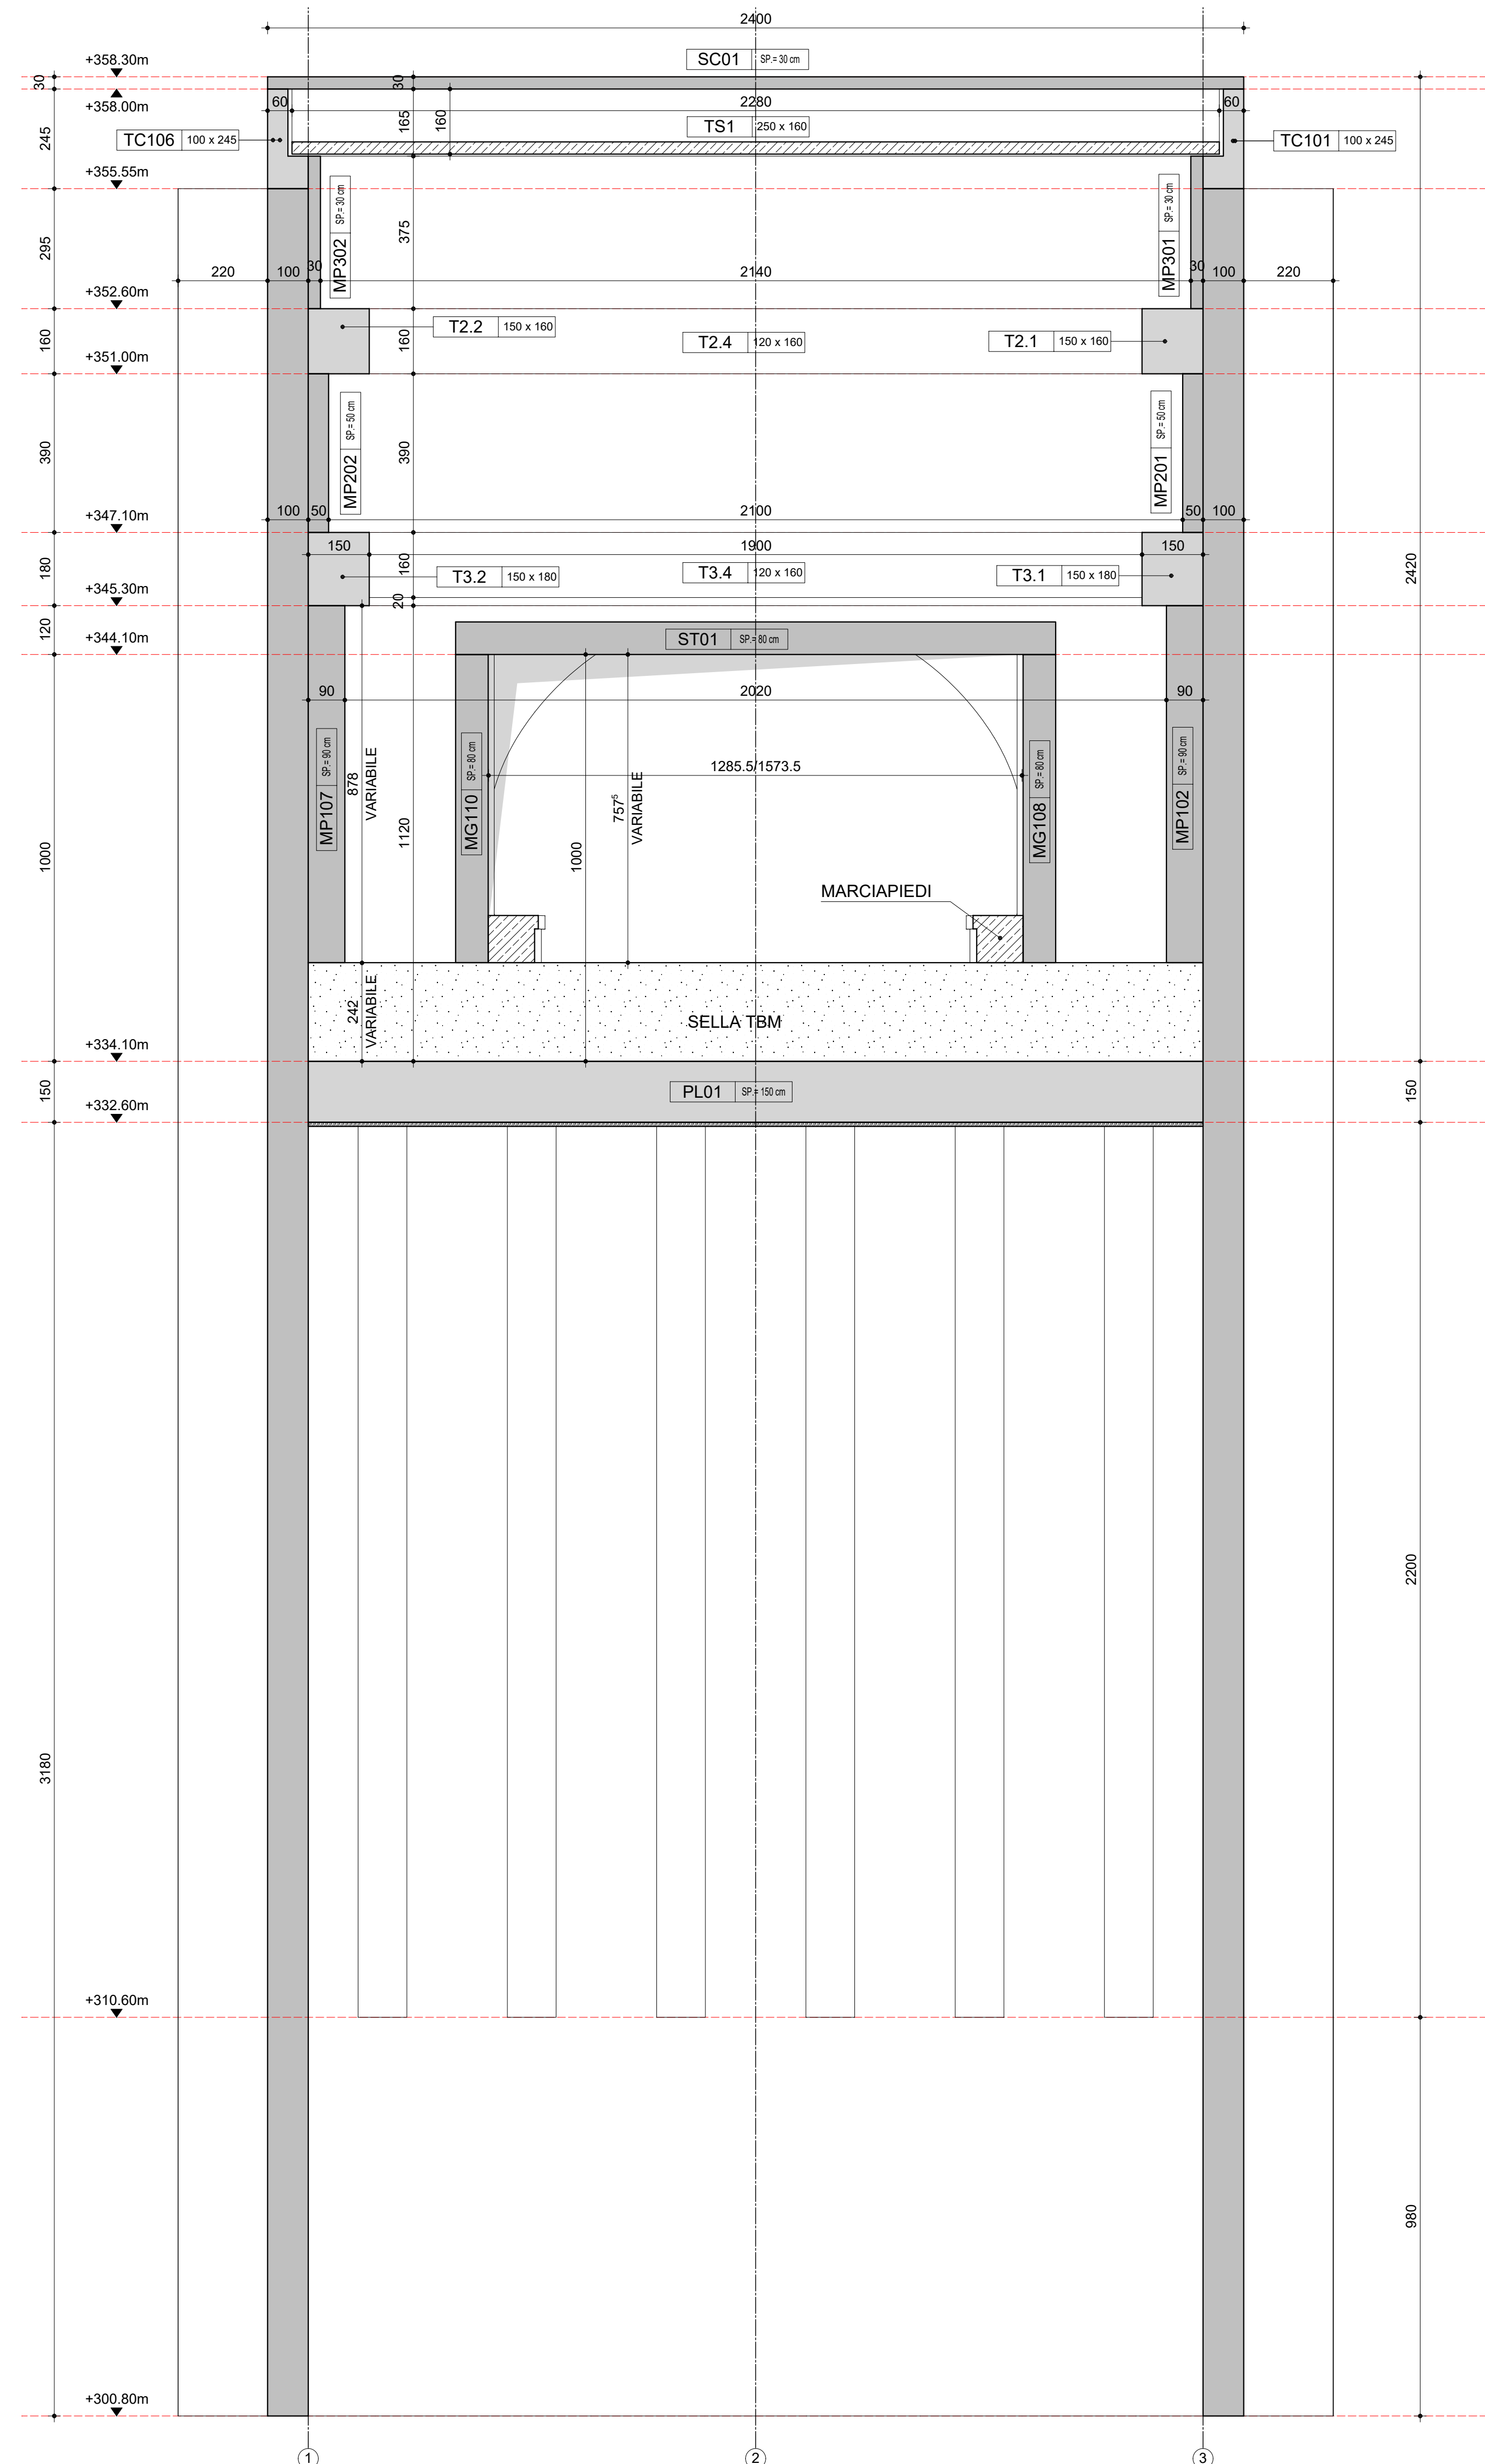 2400
+358.30m
SC01 SP.= 30 cm
30
30
+358.00m
60
2280
60
245
165
160
TS1 250 x 160
TC106 100 x 245
TC101 100 x 245
+355.55m
MP302 SP.= 30 cm
MP301 SP.= 30 cm
295
375
220
100
30
2140
30
100
220
+352.60m
T2.2 150 x 160
160
160
T2.4 120 x 160
T2.1 150 x 160
+351.00m
MP202 SP.= 50 cm
MP201 SP.= 50 cm
390
390
+347.10m
100
50
2100
50
100
150
1900
150
180
160
T3.2 150 x 180
T3.4 120 x 160
T3.1 150 x 180
2420
+345.30m
20
120
+344.10m
ST01 SP.= 80 cm
90
2020
90
MP107 SP.= 90 cm
MG110 SP.= 80 cm
MG108 SP.= 80 cm
MP102 SP.= 90 cm
1285.5/1573.5
878
VARIABILE
757⁵
VARIABILE
1120
1000
1000
MARCIAPIEDI
242
VARIABILE
SELLA TBM
+334.10m
150
PL01 SP.= 150 cm
150
+332.60m
2200
3180
+310.60m
980
+300.80m
1
2
3